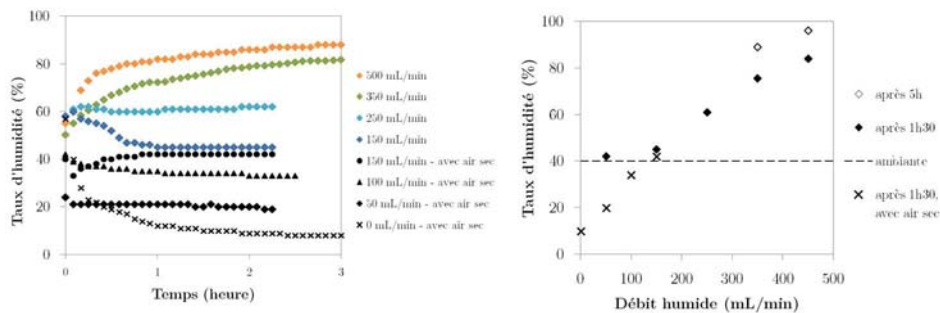 100
80
60
40
20
0
Taux d'humidité (%)
0
1
2
3
Temps (heure)
500 mL/min
350 mL/min
250 mL/min
150 mL/min
150 mL/min - avec air sec
100 mL/min - avec air sec
50 mL/min - avec air sec
0 mL/min - avec air sec
100
80
60
40
20
0
Taux d'humidité (%)
0
100
200
300
400
500
Débit humide (mL/min)
après 5h
après 1h30
ambiante
après 1h30,
avec air sec